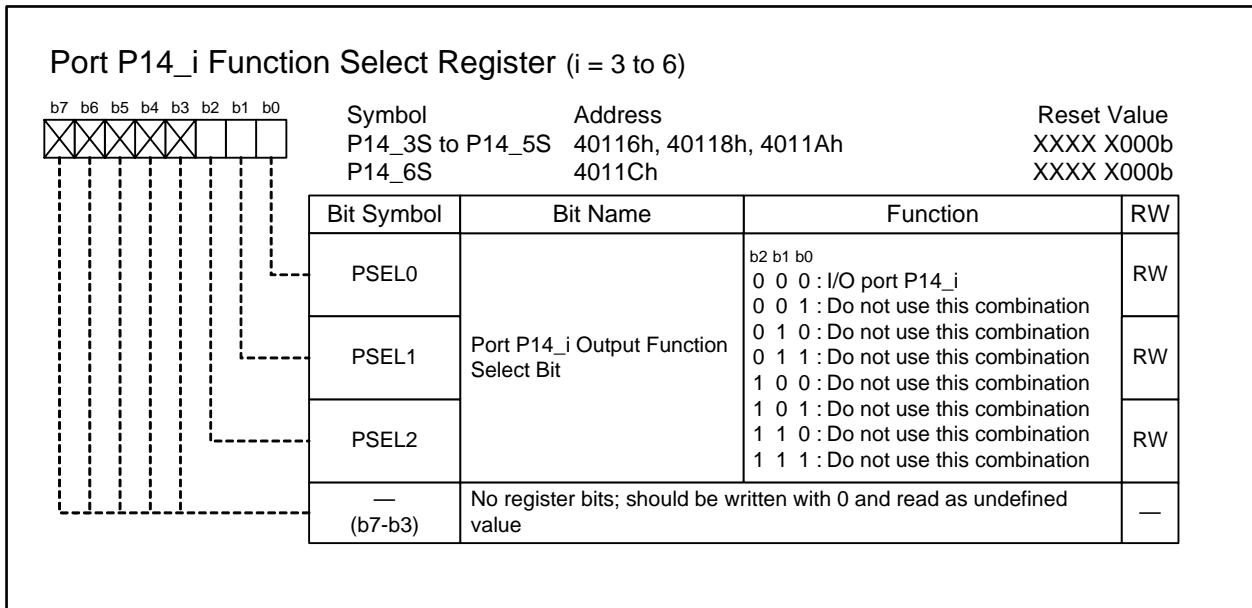 Port P14_i Function Select Register (i = 3 to 6)
b7 b6 b5 b4 b3 b2 b1 b0
Symbol Address Reset Value
P14_3S to P14_5S 40116h, 40118h, 4011Ah XXXX X000b
P14_6S 4011Ch XXXX X000b
Bit Symbol Bit Name Function RW
PSEL0
PSEL1
PSEL2
Port P14_i Output Function
Select Bit
b2 b1 b0
0 0 0 : I/O port P14_i
0 0 1 : Do not use this combination
0 1 0 : Do not use this combination
0 1 1 : Do not use this combination
1 0 0 : Do not use this combination
1 0 1 : Do not use this combination
1 1 0 : Do not use this combination
1 1 1 : Do not use this combination
RW
RW
RW
—
(b7-b3)
No register bits; should be written with 0 and read as undefined
value
—